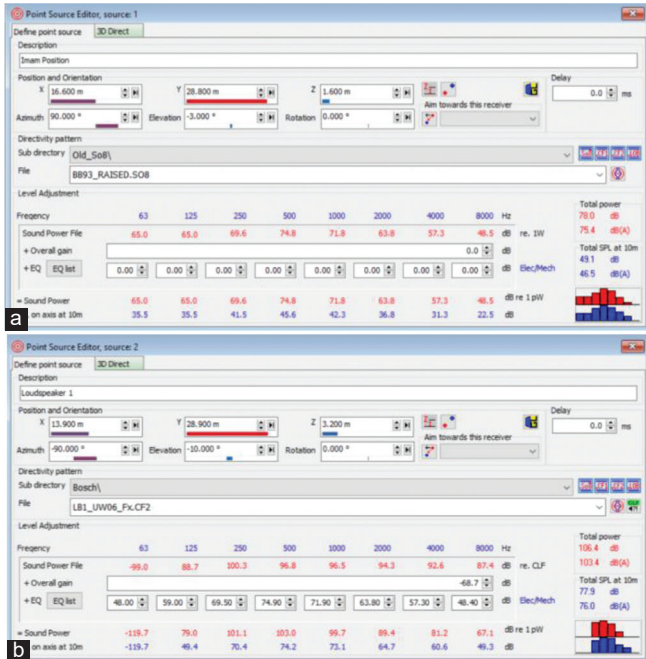 Point Source Editor, source: 1
Define point source 3D Direct
Description
Imam Position
Position and Orientation
X 16.600 m Y 28.800 m Z 1.600 m
Delay
0.0 ms
Aim towards this receiver
Azimuth 90.000 ° Elevation -3.000 ° Rotation 0.000 °
Directivity pattern
Sub directory Old_So8\
File BB93_RAISED.SO8
Level Adjustment
Freqency 63 125 250 500 1000 2000 4000 8000 Hz
Sound Power File 65.0 65.0 69.6 74.8 71.8 63.8 57.3 48.5 dB re. 1W
+ Overall gain 0.0 dB
+ EQ EQ list 0.00 0.00 0.00 0.00 0.00 0.00 0.00 0.00 dB Elec/Mech
= Sound Power 65.0 65.0 69.6 74.8 71.8 63.8 57.3 48.5 dB re 1 pW
on axis at 10m 35.5 35.5 41.5 45.6 42.3 36.8 31.3 22.5 dB
Total power
78.0 dB
75.4 dB(A)
Total SPL at 10m
49.1 dB
46.5 dB(A)
a
Point Source Editor, source: 2
Define point source 3D Direct
Description
Loudspeaker 1
Position and Orientation
X 13.900 m Y 28.900 m Z 3.200 m
Delay
0.0 ms
Aim towards this receiver
Azimuth -90.000 ° Elevation -10.000 ° Rotation 0.000 °
Directivity pattern
Sub directory Bosch\
File LB1_UW06_Fx.CF2
Level Adjustment
Freqency 63 125 250 500 1000 2000 4000 8000 Hz
Sound Power File -99.0 88.7 100.3 96.8 96.5 94.3 92.6 87.4 dB re. CLF
+ Overall gain -68.7 dB
+ EQ EQ list 48.00 59.00 69.50 74.90 71.90 63.80 57.30 48.40 dB Elec/Mech
= Sound Power -119.7 79.0 101.1 103.0 99.7 89.4 81.2 67.1 dB re 1 pW
on axis at 10m -119.7 49.4 70.4 74.2 73.1 64.7 60.6 49.3 dB
Total power
106.4 dB
103.4 dB(A)
Total SPL at 10m
77.9 dB
76.0 dB(A)
b